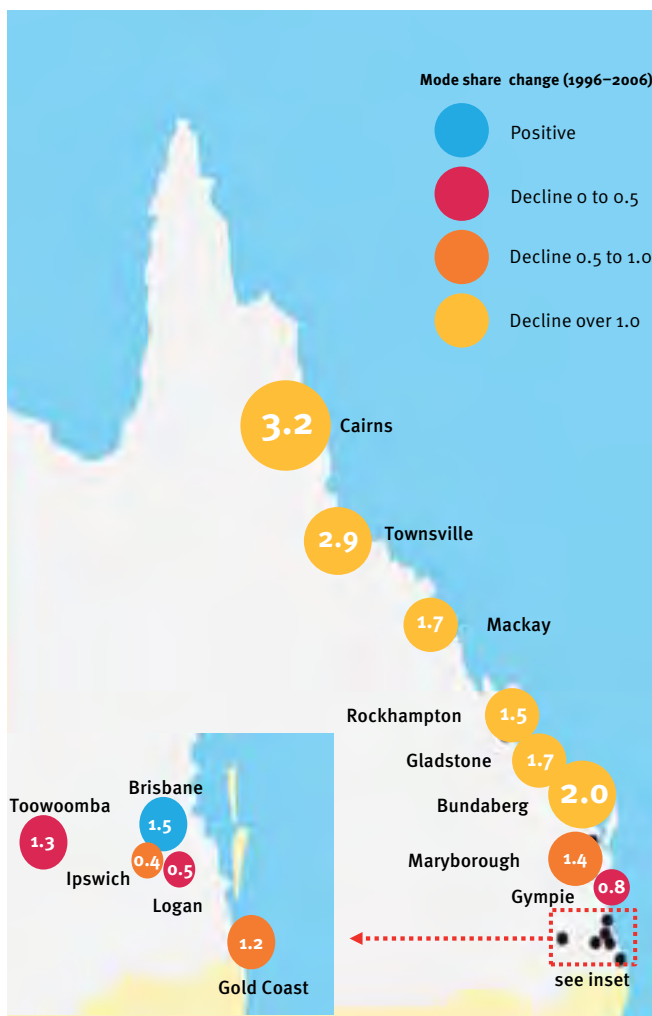 Mode share change (1996–2006)
Positive
Decline 0 to 0.5
Decline 0.5 to 1.0
Decline over 1.0
3.2 Cairns
2.9 Townsville
1.7 Mackay
Rockhampton 1.5
Gladstone 1.7
Bundaberg 2.0
Maryborough 1.4
Gympie 0.8
see inset
Brisbane
1.5
Toowoomba
1.3
Ipswich 0.4
0.5
Logan
1.2
Gold Coast